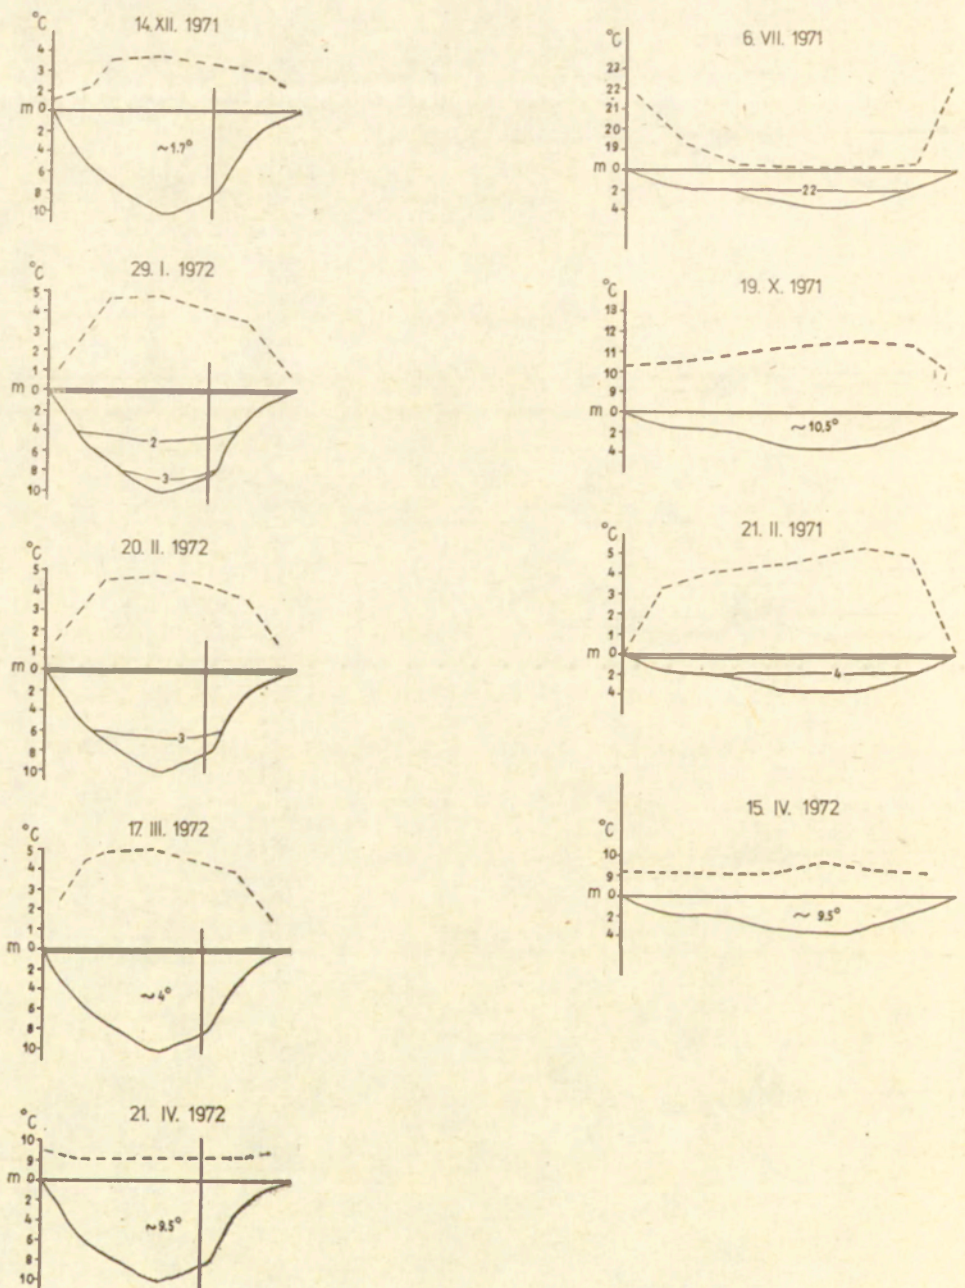 °C
14. XII. 1971
4
3
2
m 0
2
4
6
8
10
~1.7°
29. I. 1972
°C
5
4
3
2
1
m 0
2
4
6
8
10
2
3
20. II. 1972
°C
5
4
3
2
1
m 0
2
4
6
8
10
3
17. III. 1972
°C
5
4
3
2
1
m 0
2
4
6
8
10
~4°
21. IV. 1972
°C
10
9
m 0
2
4
6
8
10
~9.5°
6. VII. 1971
°C
23
22
21
20
19
m 0
2
4
22
19. X. 1971
°C
13
12
11
10
9
m 0
2
4
~10.5°
21. II. 1971
°C
5
4
3
2
1
m 0
2
4
4
15. IV. 1972
°C
10
9
m 0
2
4
~ 9.5°